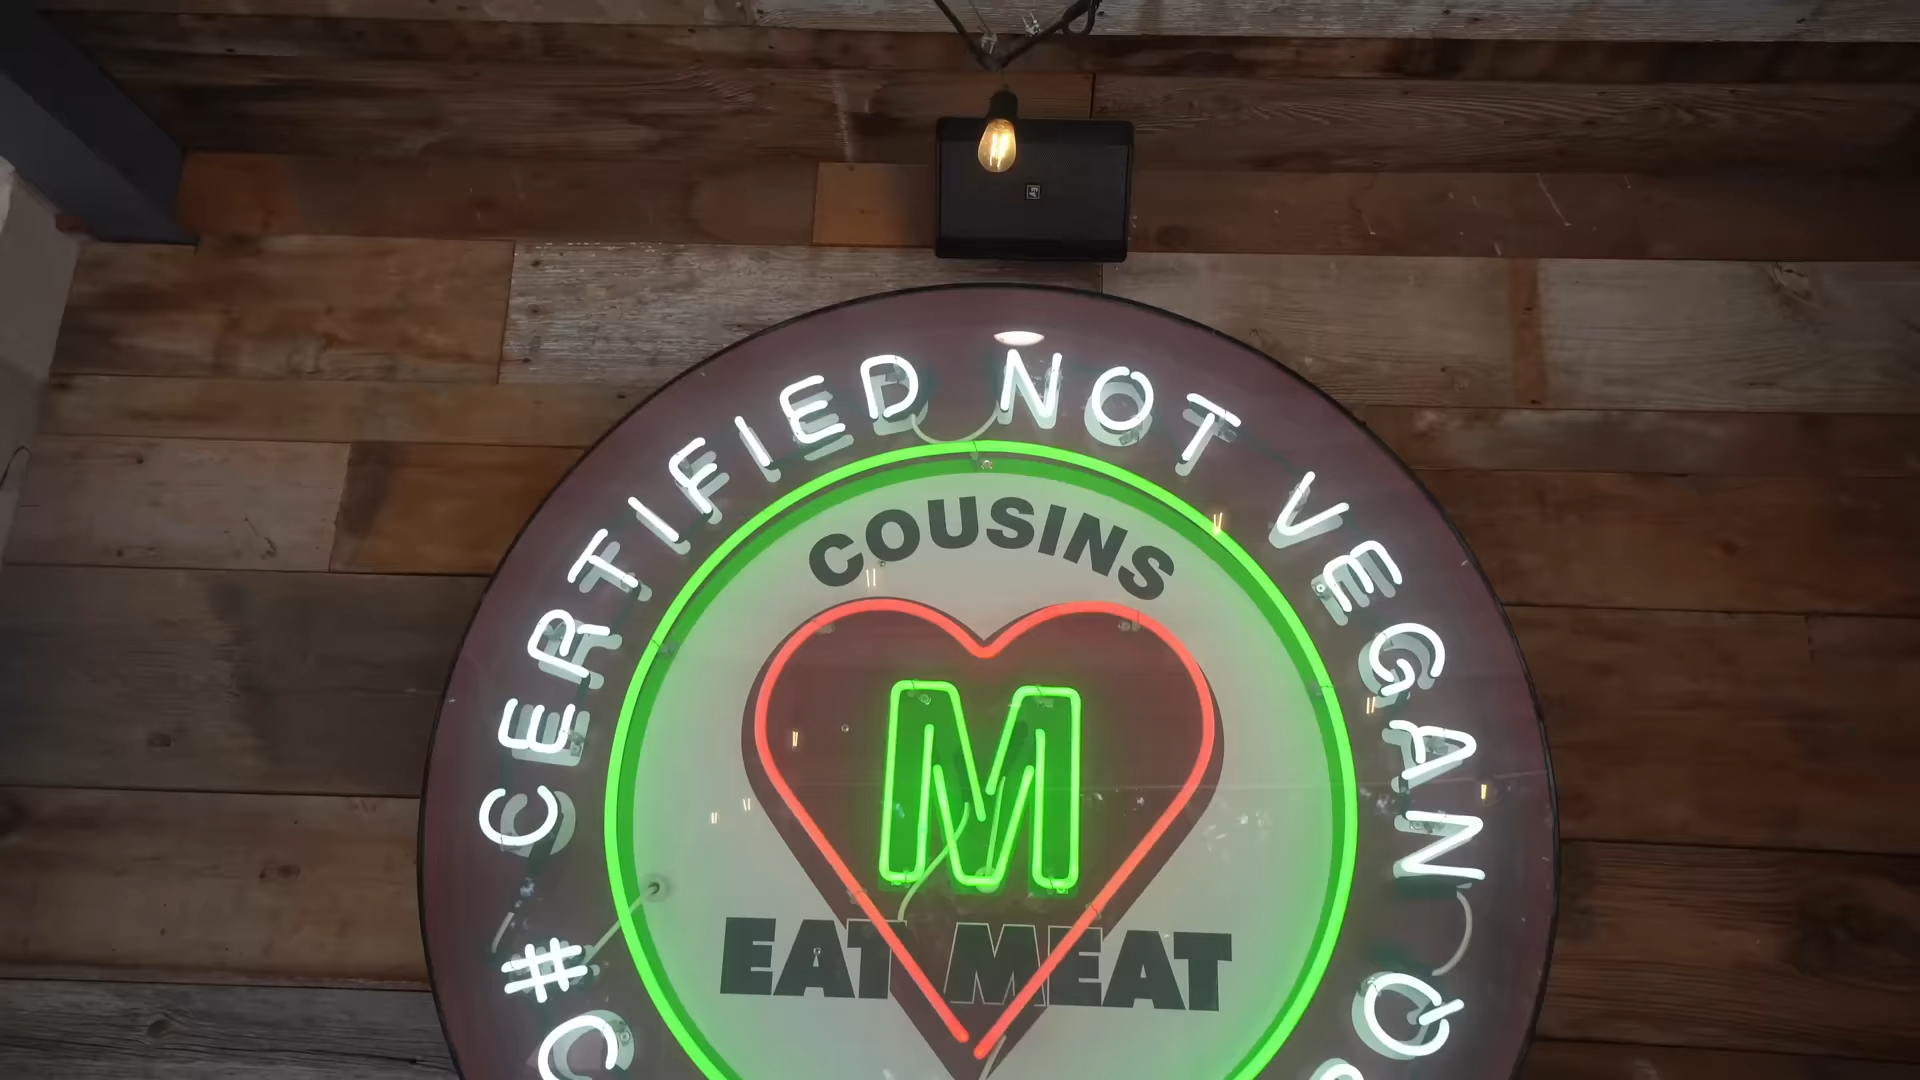 CERTIFIED NOT VEGAN
COUSINS
M
EAT MEAT
#